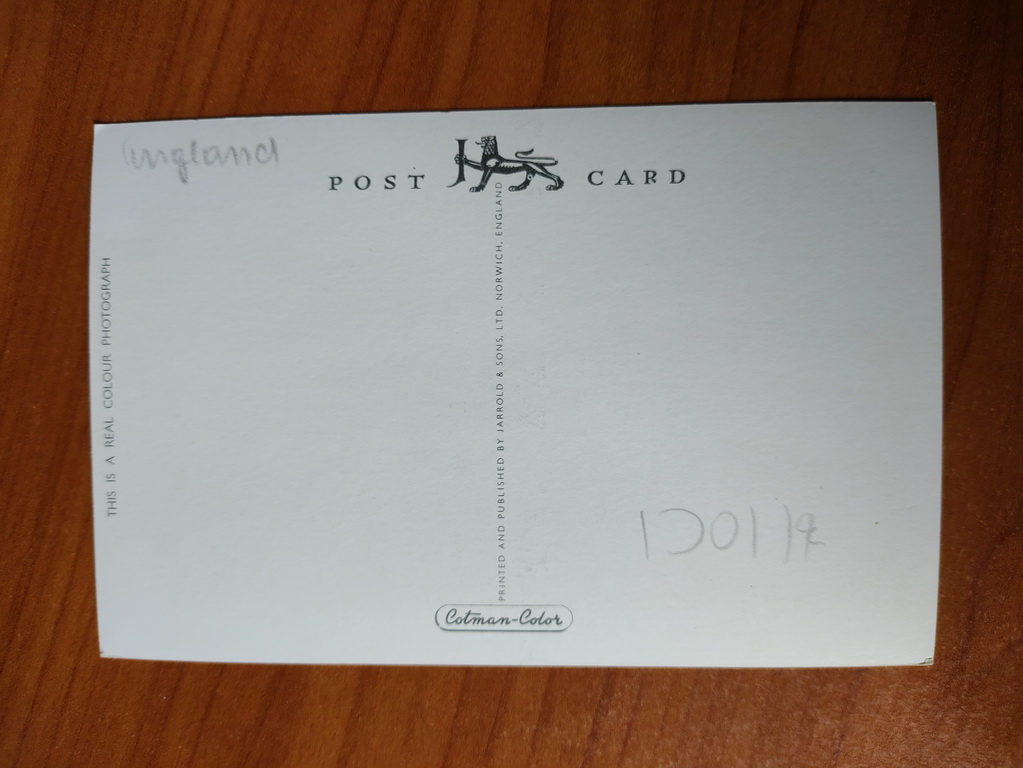 England
POST CARD
THIS IS A REAL COLOUR PHOTOGRAPH
PRINTED AND PUBLISHED BY JARROLD & SONS, LTD. NORWICH, ENGLAND
Cotman-Color